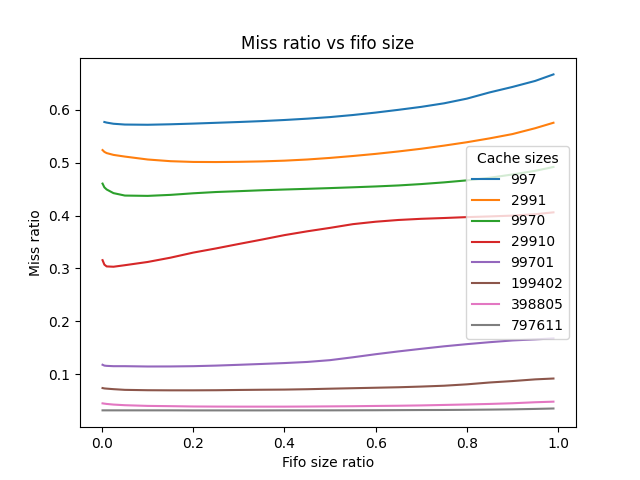 Miss ratio vs fifo size
Miss ratio
0.6
0.5
0.4
0.3
0.2
0.1
Cache sizes
997
2991
9970
29910
99701
199402
398805
797611
0.0 0.2 0.4 0.6 0.8 1.0
Fifo size ratio